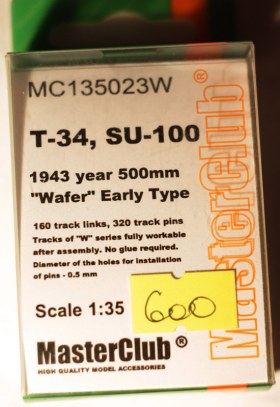 MC135023W
T-34, SU-100
1943 year 500mm
"Wafer" Early Type
160 track links, 320 track pins
Tracks of "W" series fully workable
after assembly. No glue required.
Diameter of the holes for installation
of pins - 0.5 mm
Scale 1:35
600
MasterClub®
HIGH QUALITY MODEL ACCESSORIES
MasterClub®